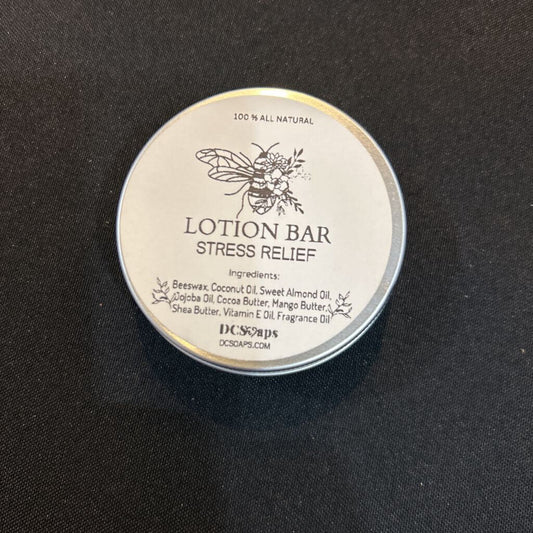 100 % ALL NATURAL
LOTION BAR
STRESS RELIEF
Ingredients:
Beeswax, Coconut Oil, Sweet Almond Oil,
Jojoba Oil, Cocoa Butter, Mango Butter,
Shea Butter, Vitamin E Oil, Fragrance Oil
DCSoaps
DCSOAPS.COM